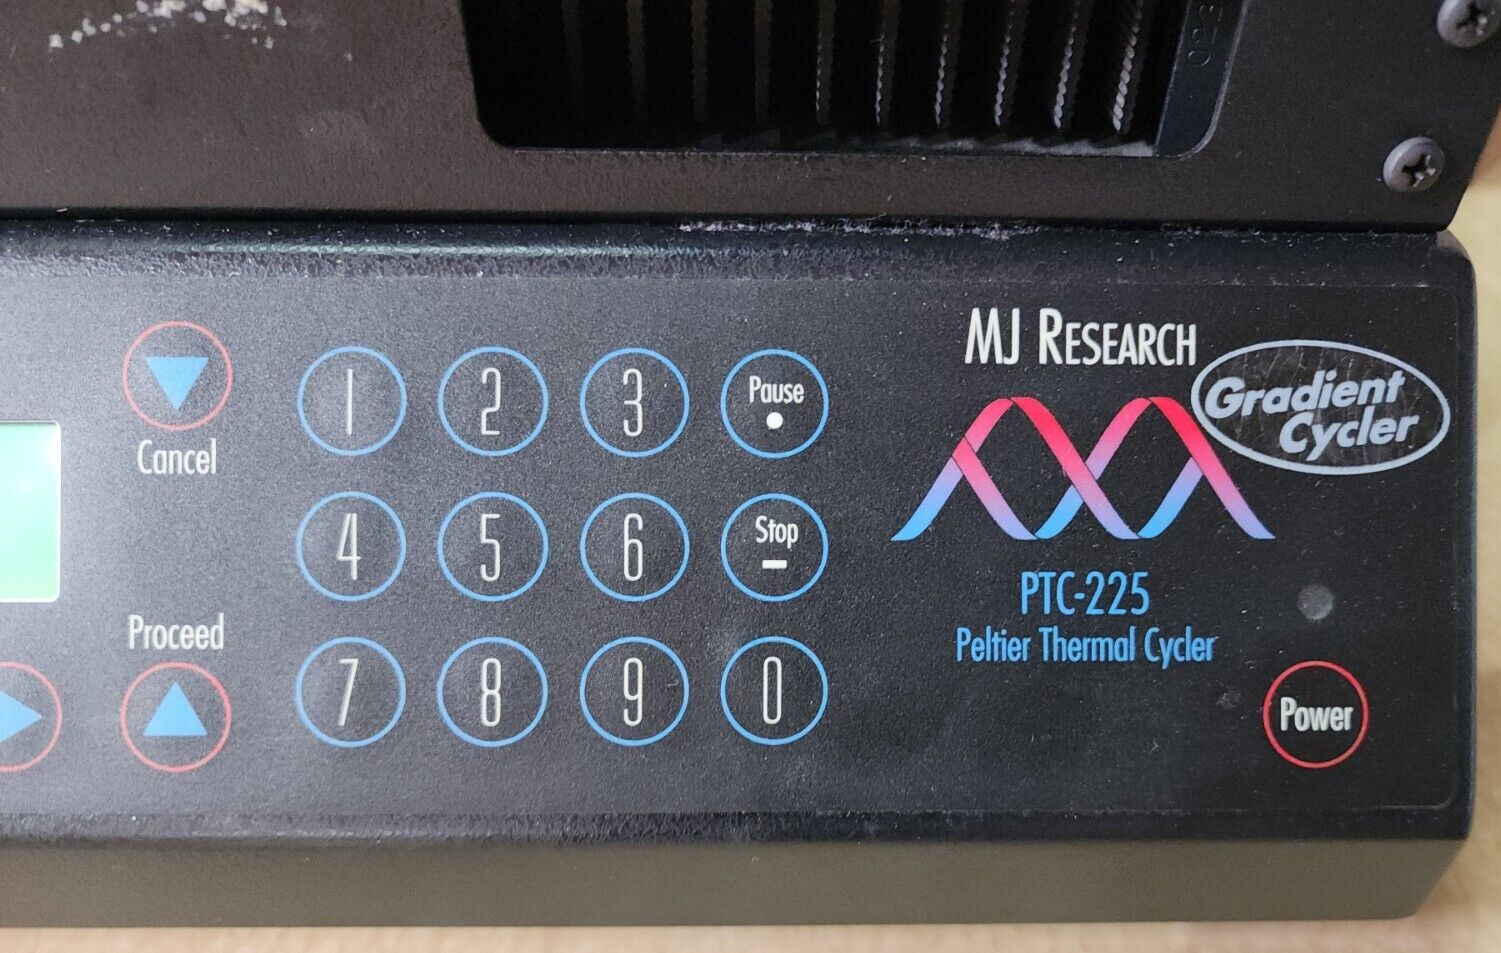 023
MJ RESEARCH
Gradient
Cycler
Cancel
1 2 3 Pause
4 5 6 Stop
PTC-225
Peltier Thermal Cycler
Proceed
7 8 9 0
Power